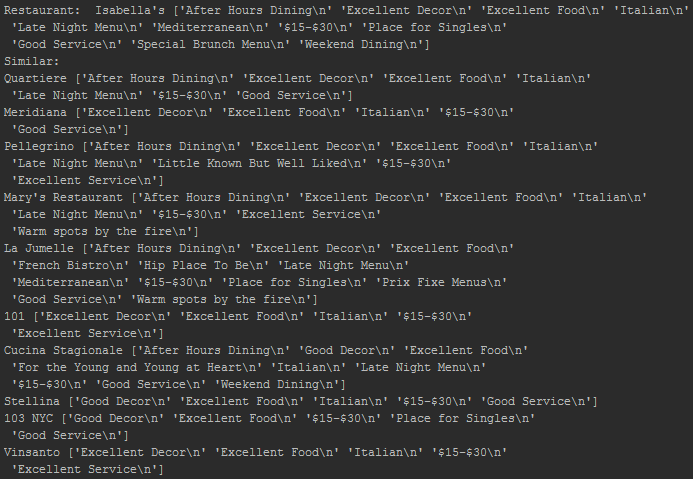 Restaurant:  Isabella's ['After Hours Dining\n' 'Excellent Decor\n' 'Excellent Food\n' 'Italian\n'
 'Late Night Menu\n' 'Mediterranean\n' '$15-$30\n' 'Place for Singles\n'
 'Good Service\n' 'Special Brunch Menu\n' 'Weekend Dining\n']
Similar:
Quartiere ['After Hours Dining\n' 'Excellent Decor\n' 'Excellent Food\n' 'Italian\n'
 'Late Night Menu\n' '$15-$30\n' 'Good Service\n']
Meridiana ['Excellent Decor\n' 'Excellent Food\n' 'Italian\n' '$15-$30\n'
 'Good Service\n']
Pellegrino ['After Hours Dining\n' 'Excellent Decor\n' 'Excellent Food\n' 'Italian\n'
 'Late Night Menu\n' 'Little Known But Well Liked\n' '$15-$30\n'
 'Excellent Service\n']
Mary's Restaurant ['After Hours Dining\n' 'Excellent Decor\n' 'Excellent Food\n' 'Italian\n'
 'Late Night Menu\n' '$15-$30\n' 'Excellent Service\n'
 'Warm spots by the fire\n']
La Jumelle ['After Hours Dining\n' 'Excellent Decor\n' 'Excellent Food\n'
 'French Bistro\n' 'Hip Place To Be\n' 'Late Night Menu\n'
 'Mediterranean\n' '$15-$30\n' 'Place for Singles\n' 'Prix Fixe Menus\n'
 'Good Service\n' 'Warm spots by the fire\n']
101 ['Excellent Decor\n' 'Excellent Food\n' 'Italian\n' '$15-$30\n'
 'Excellent Service\n']
Cucina Stagionale ['After Hours Dining\n' 'Good Decor\n' 'Excellent Food\n'
 'For the Young and Young at Heart\n' 'Italian\n' 'Late Night Menu\n'
 '$15-$30\n' 'Good Service\n' 'Weekend Dining\n']
Stellina ['Good Decor\n' 'Excellent Food\n' 'Italian\n' '$15-$30\n' 'Good Service\n']
103 NYC ['Good Decor\n' 'Excellent Food\n' '$15-$30\n' 'Place for Singles\n'
 'Good Service\n']
Vinsanto ['Excellent Decor\n' 'Excellent Food\n' 'Italian\n' '$15-$30\n'
 'Excellent Service\n']